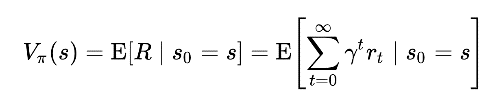 V_π(s) = E[R | s_0 = s] = E[∑_{t=0}^{∞} γ^t r_t | s_0 = s]